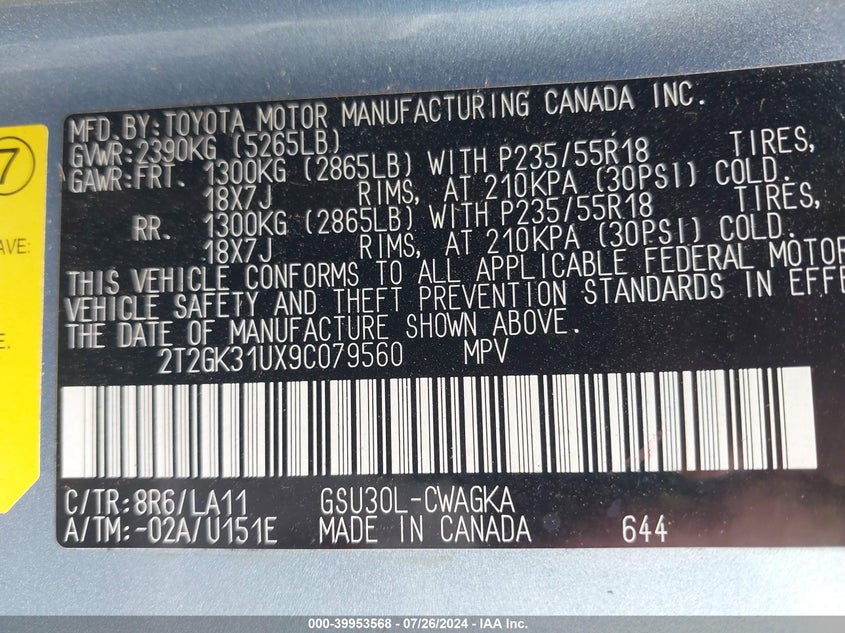 MFD.BY:TOYOTA MOTOR MANUFACTURING CANADA INC.
GVWR:2390KG (5265LB)
GAWR:FRT. 1300KG (2865LB) WITH P235/55R18 TIRES,
18X7J RIMS, AT 210KPA (30PSI) COLD.
RR. 1300KG (2865LB) WITH P235/55R18 TIRES,
18X7J RIMS, AT 210KPA (30PSI) COLD.
THIS VEHICLE CONFORMS TO ALL APPLICABLE FEDERAL MOTOR
VEHICLE SAFETY AND THEFT PREVENTION STANDARDS IN EFFE
THE DATE OF MANUFACTURE SHOWN ABOVE.
2T2GK31UX9C079560 MPV
C/TR:8R6/LA11 GSU30L-CWAGKA
A/TM:-02A/U151E MADE IN CANADA 644
7
AVE:
E.
000-39953568 - 07/26/2024 - IAA Inc.